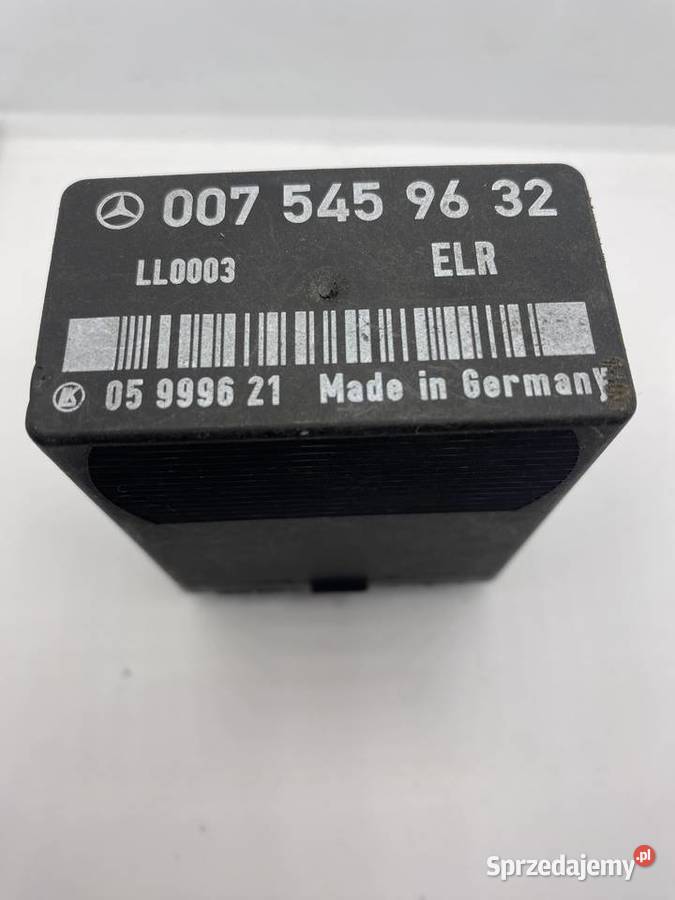 007 545 96 32
LL0003 ELR
05 9996 21 Made in Germany
Sprzedajemy.pl